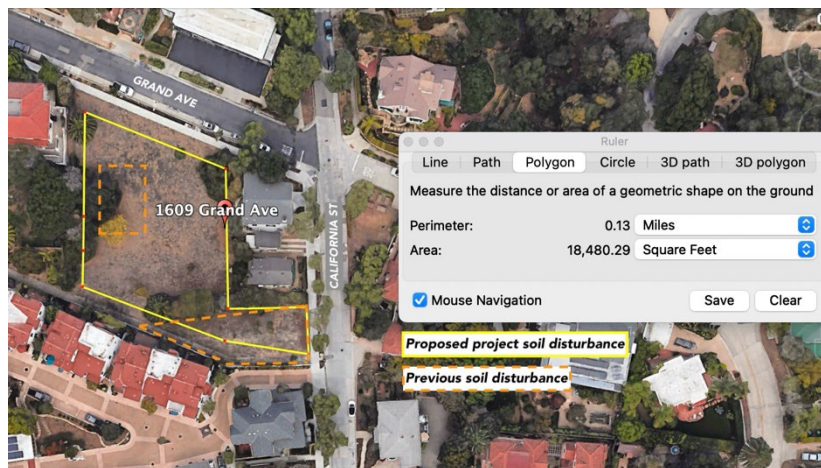 GRAND AVE
1609 Grand Ave
CALIFORNIA ST
Ruler
Line Path Polygon Circle 3D path 3D polygon
Measure the distance or area of a geometric shape on the ground
Perimeter: 0.13 Miles
Area: 18,480.29 Square Feet
Mouse Navigation Save Clear
Proposed project soil disturbance
Previous soil disturbance